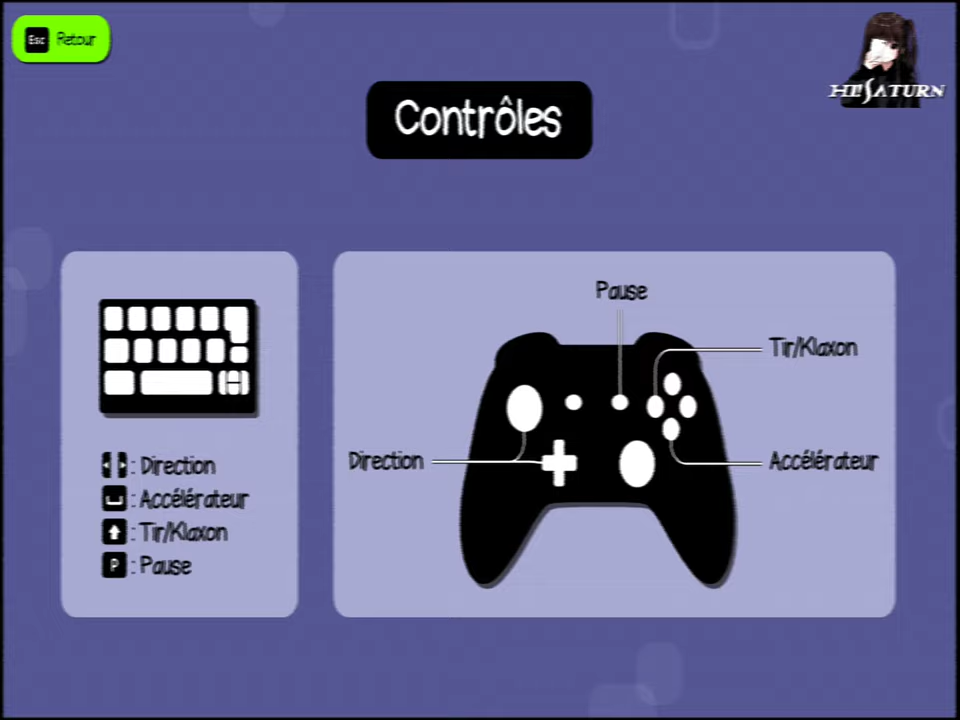 Esc Retour
HESATURN
Contrôles
: Direction
: Accélérateur
: Tir/Klaxon
P : Pause
Pause
Tir/Klaxon
Direction
Accélérateur